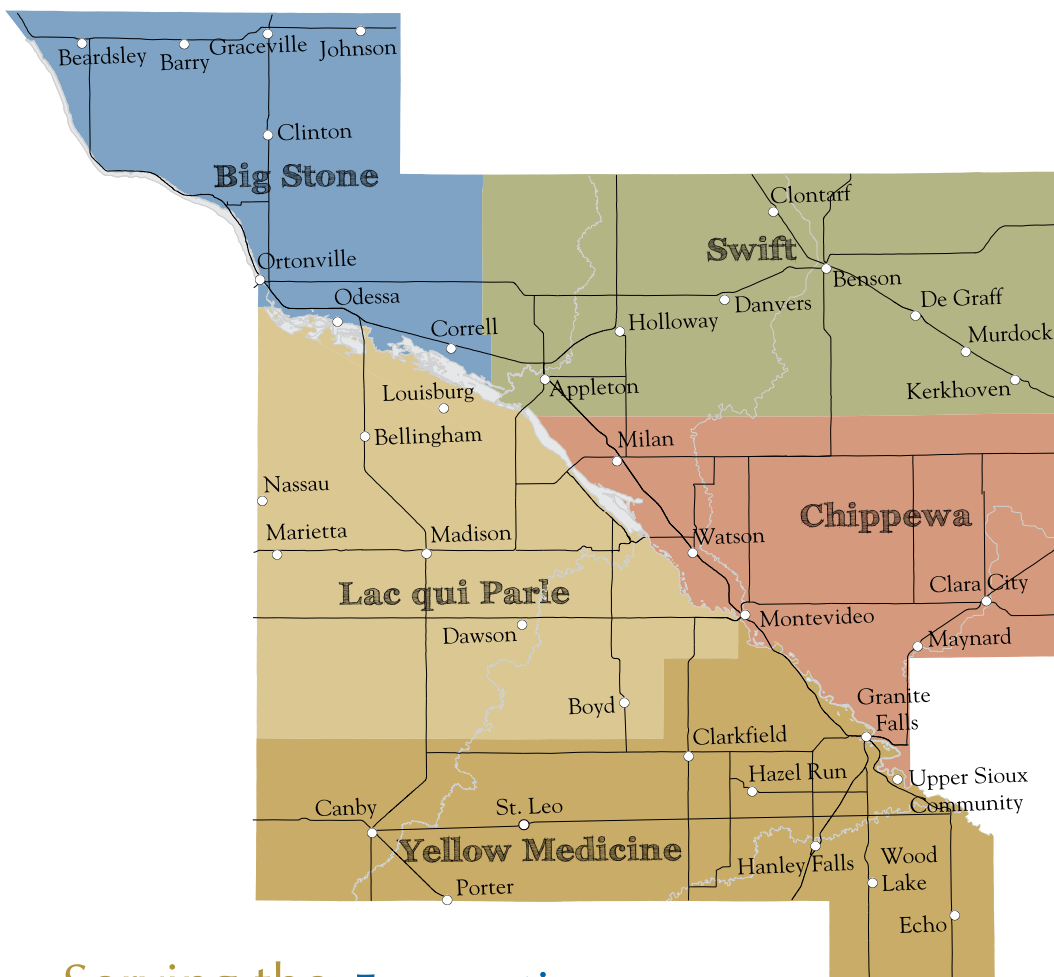 Beardsley
Barry
Graceville
Johnson
Clinton
Big Stone
Clontarf
Swift
Ortonville
Benson
Odessa
Danvers
De Graff
Correll
Holloway
Murdock
Louisburg
Appleton
Kerkhoven
Bellingham
Milan
Nassau
Chippewa
Marietta
Madison
Watson
Lac qui Parle
Clara City
Dawson
Montevideo
Maynard
Boyd
Granite
Falls
Clarkfield
Hazel Run
Upper Sioux
Community
Canby
St. Leo
Yellow Medicine
Hanley Falls
Wood
Lake
Porter
Echo
Serving the